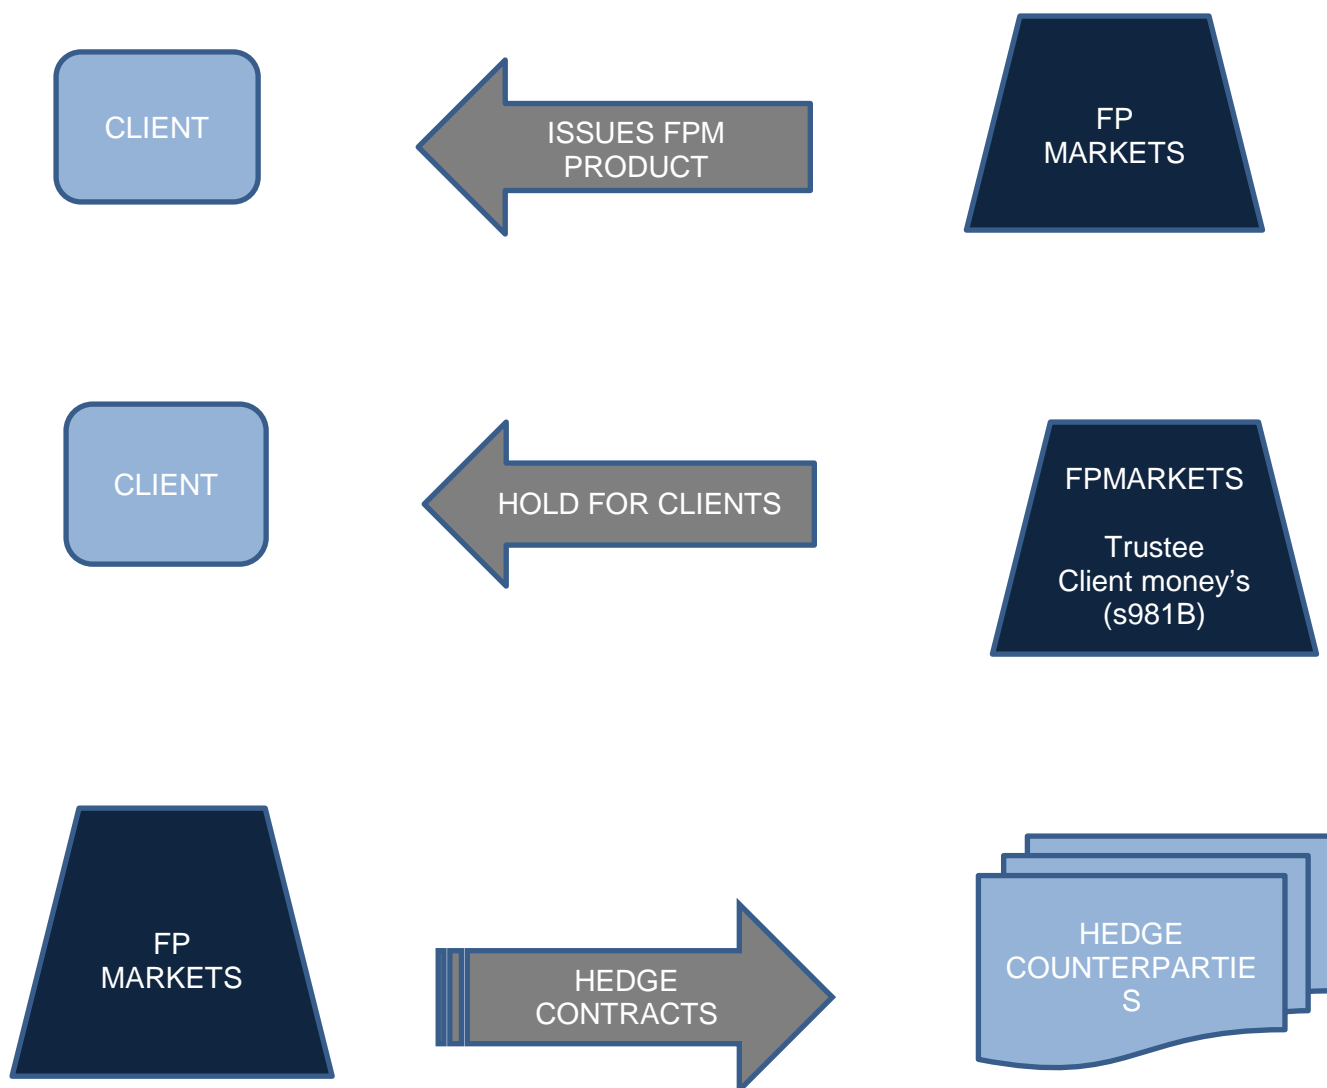 CLIENT
ISSUES FPM
PRODUCT
FP
MARKETS
CLIENT
HOLD FOR CLIENTS
FPMARKETS
Trustee
Client money’s
(s981B)
FP
MARKETS
HEDGE
CONTRACTS
HEDGE
COUNTERPARTIE
S